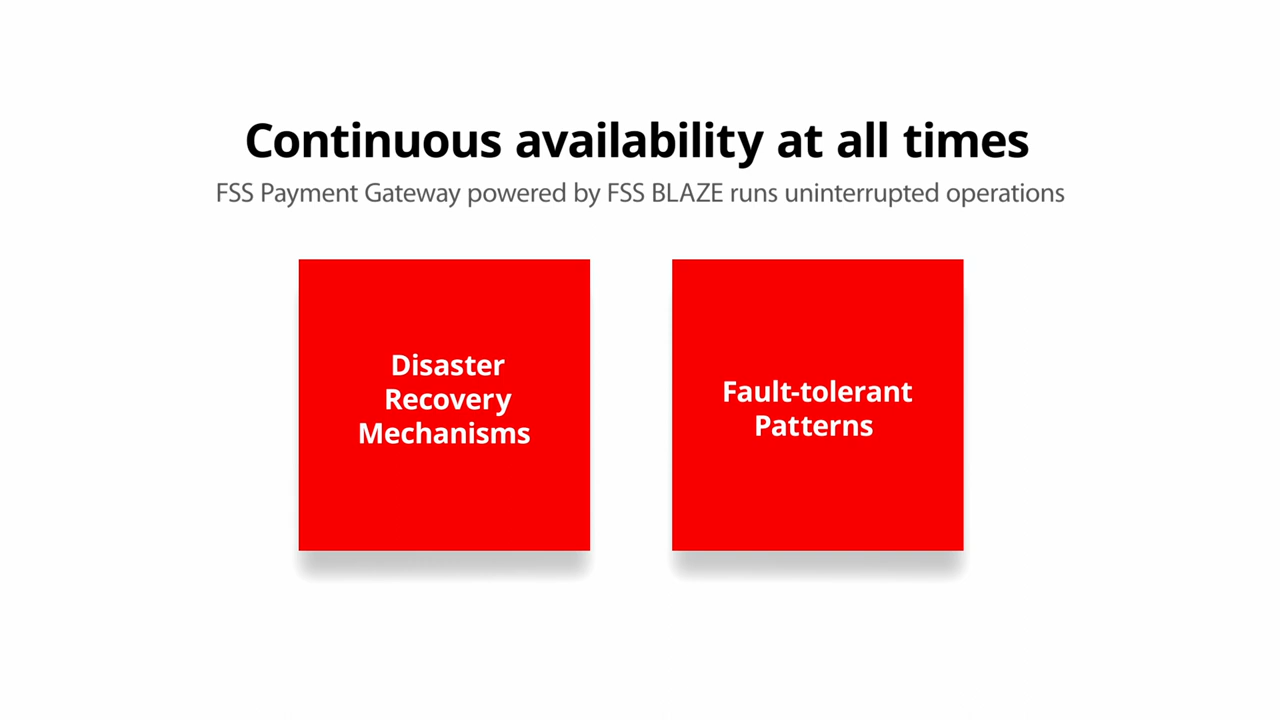 Continuous availability at all times
FSS Payment Gateway powered by FSS BLAZE runs uninterrupted operations
Disaster
Recovery
Mechanisms
Fault-tolerant
Patterns